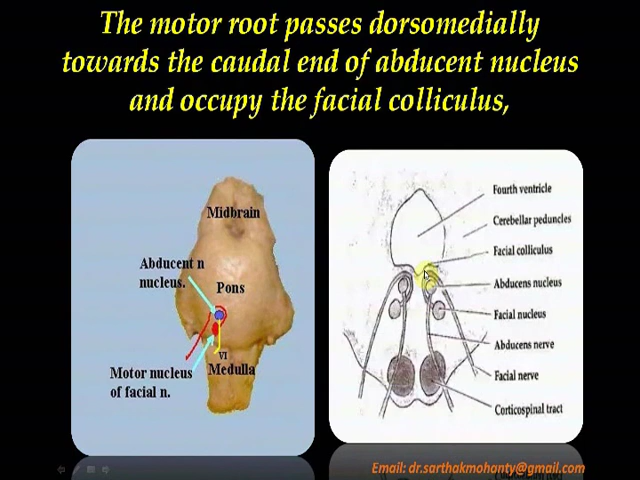 The motor root passes dorsomedially
towards the caudal end of abducent nucleus
and occupy the facial colliculus,
Midbrain
Abducent n
nucleus.
Pons
VI
Medulla
Motor nucleus
of facial n.
Fourth ventricle
Cerebellar peduncles
Facial colliculus
Abducens nucleus
Facial nucleus
Abducens nerve
Facial nerve
Corticospinal tract
Email: dr.sarthakmohanty@gmail.com